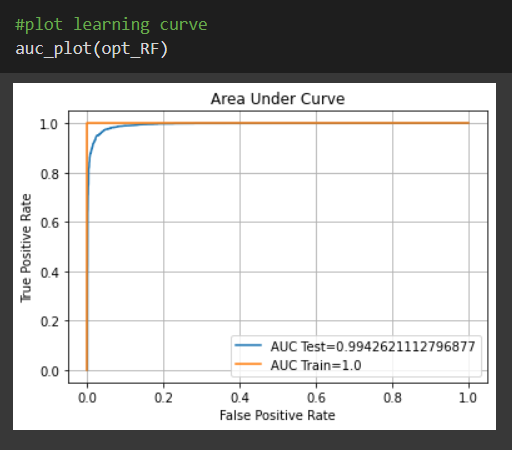 #plot learning curve
auc_plot(opt_RF)
Area Under Curve
1.0
0.8
0.6
0.4
0.2
0.0
True Positive Rate
AUC Test=0.9942621112796877
AUC Train=1.0
0.0 0.2 0.4 0.6 0.8 1.0
False Positive Rate